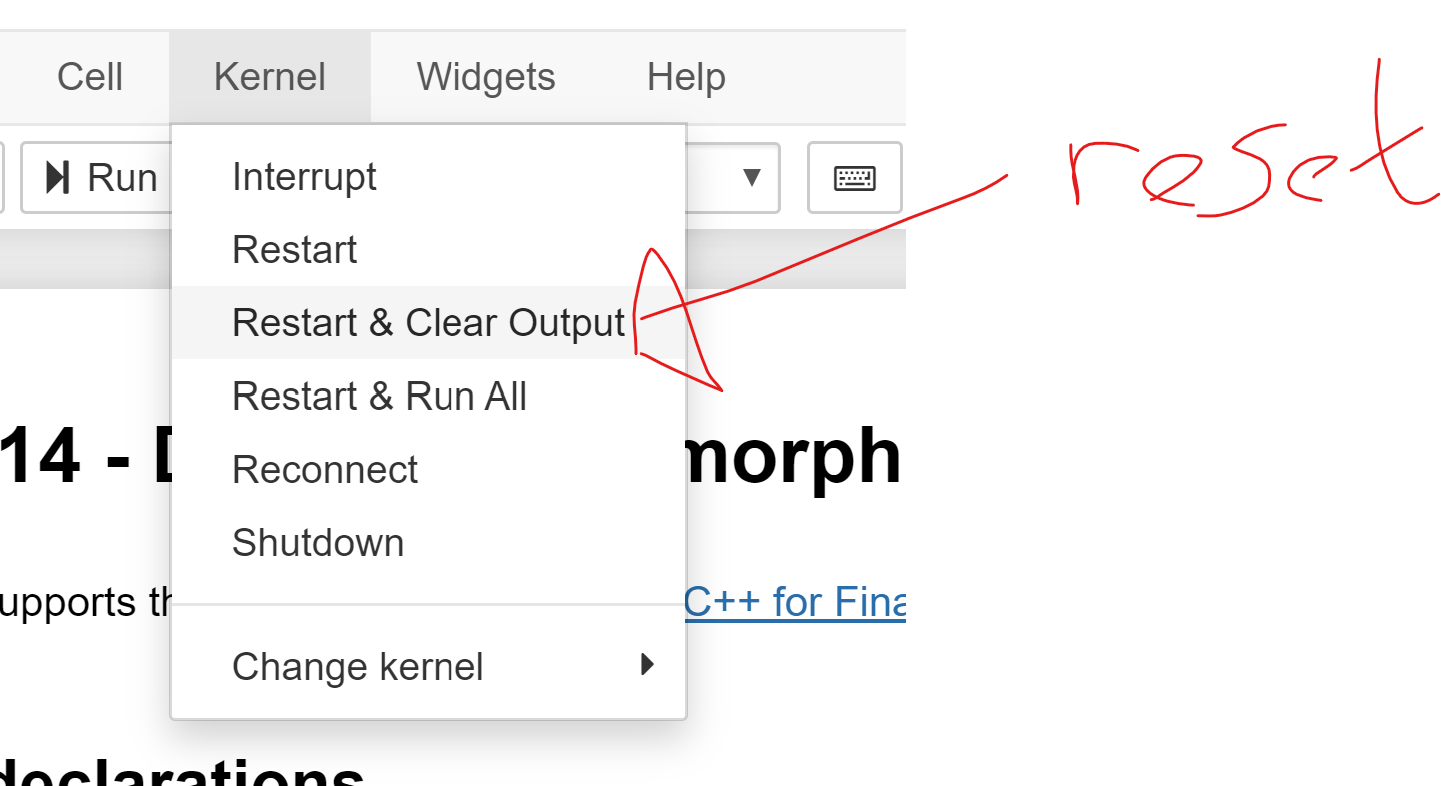 Cell Kernel Widgets Help
Run
Interrupt
Restart
Restart & Clear Output
Restart & Run All
Reconnect
Shutdown
Change kernel
reset
14 - morph
upports C++ for Fina
declarations